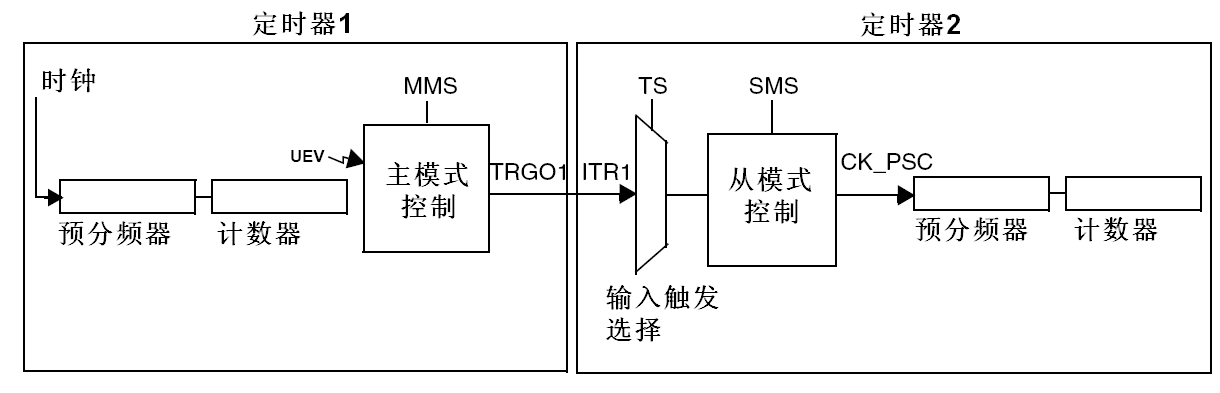 定时器1
定时器2
时钟
MMS
TS
SMS
UEV
主模式
控制
TRGO1
ITR1
从模式
控制
CK_PSC
预分频器
计数器
预分频器
计数器
输入触发
选择